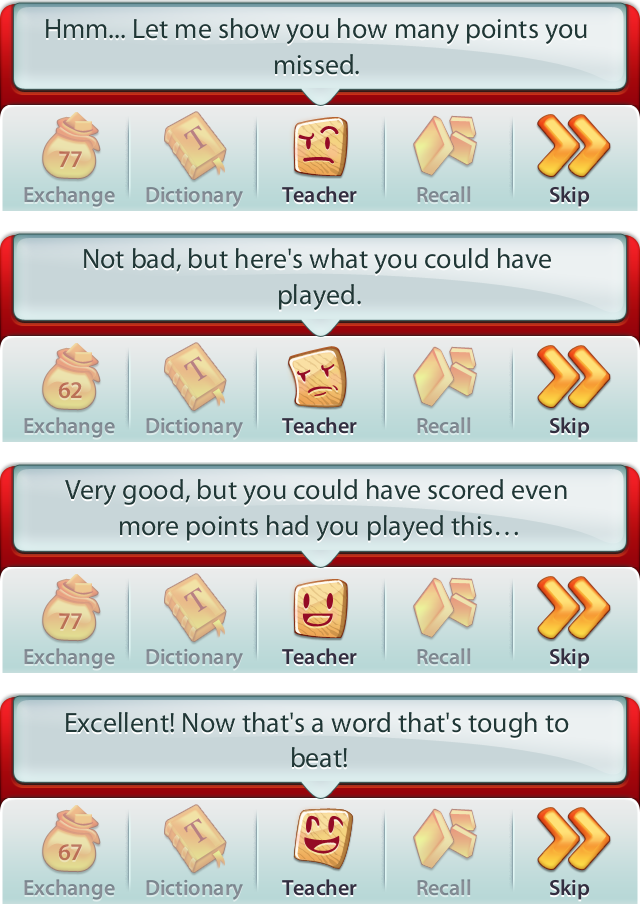 Hmm... Let me show you how many points you
missed.
77
T
Exchange Dictionary Teacher Recall Skip
Not bad, but here's what you could have
played.
62
T
Exchange Dictionary Teacher Recall Skip
Very good, but you could have scored even
more points had you played this…
77
T
Exchange Dictionary Teacher Recall Skip
Excellent! Now that's a word that's tough to
beat!
67
T
Exchange Dictionary Teacher Recall Skip